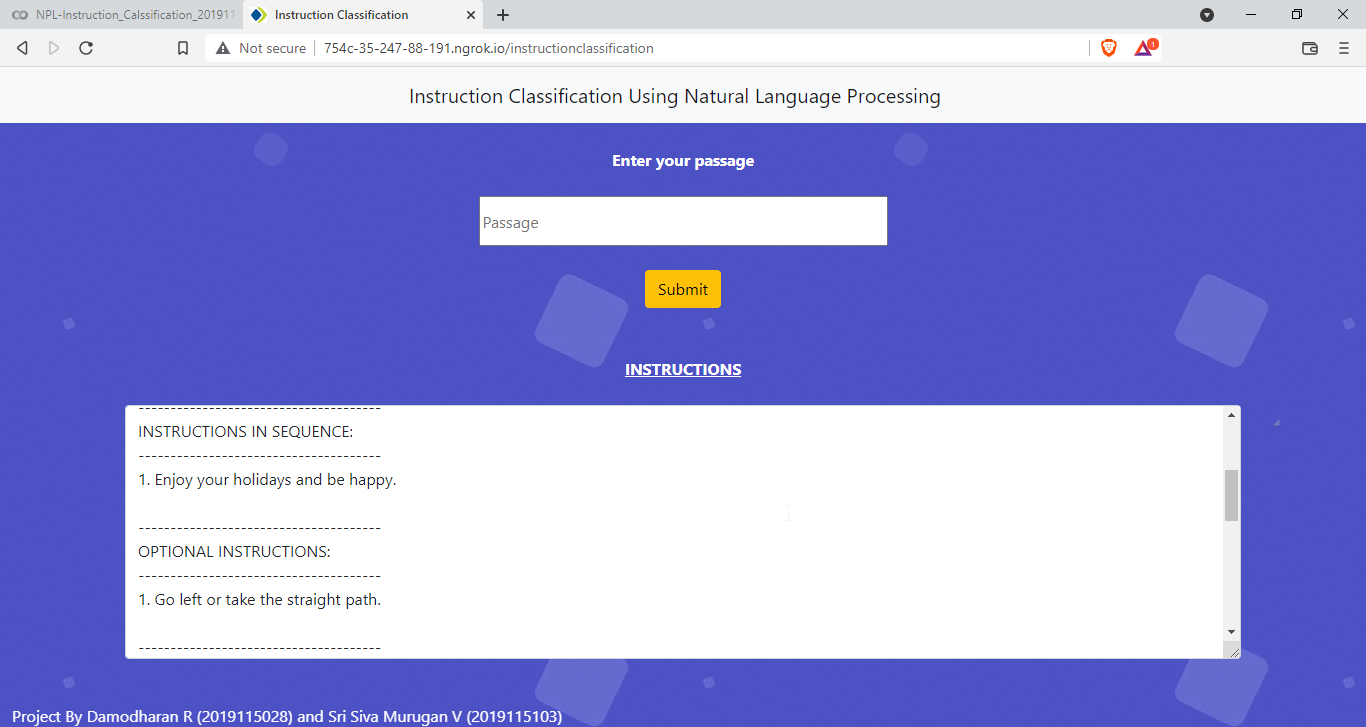 NPL-Instruction_Calssification_20191
Instruction Classification
Not secure
754c-35-247-88-191.ngrok.io/instructionclassification
1
Instruction Classification Using Natural Language Processing
Enter your passage
Passage
Submit
INSTRUCTIONS
--------------------------------------
INSTRUCTIONS IN SEQUENCE:
--------------------------------------
1. Enjoy your holidays and be happy.
--------------------------------------
OPTIONAL INSTRUCTIONS:
--------------------------------------
1. Go left or take the straight path.
--------------------------------------
Project By Damodharan R (2019115028) and Sri Siva Murugan V (2019115103)